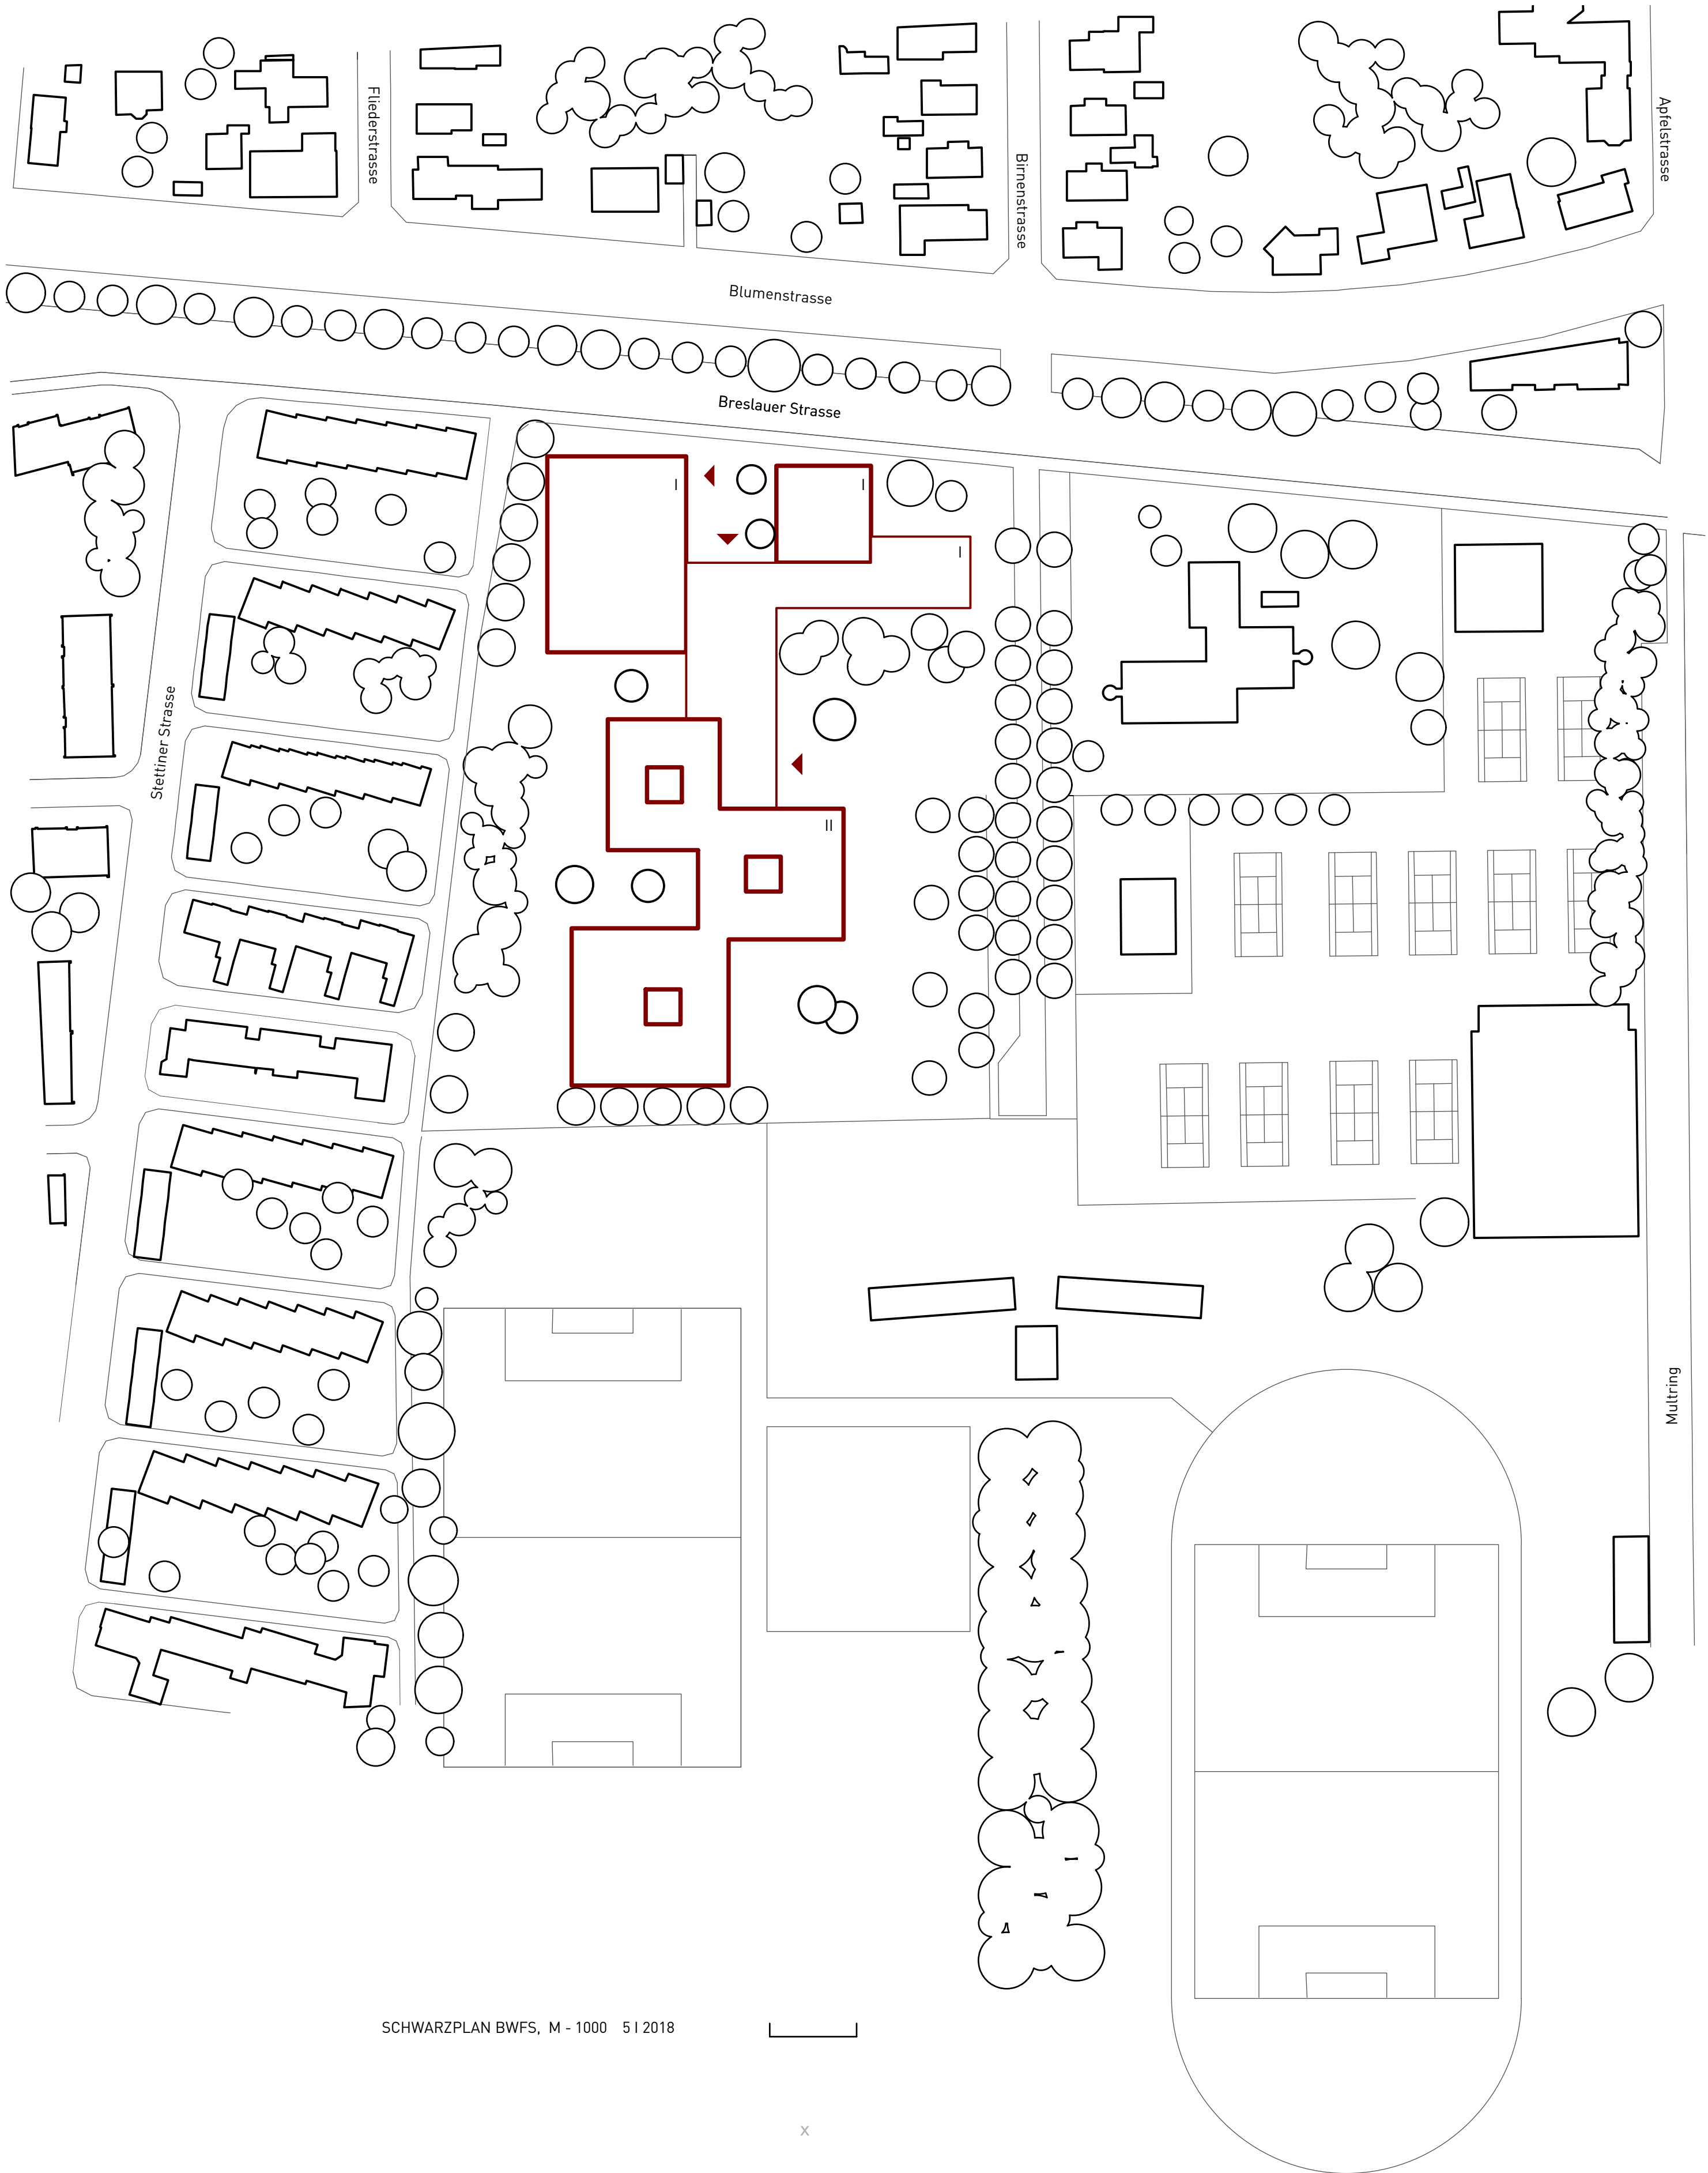 Fliederstrasse
Birnenstrasse
Apfelstrasse
Blumenstrasse
Breslauer Strasse
I
I
I
Stettiner Strasse
II
Multring
SCHWARZPLAN BWFS, M - 1000 5 I 2018
x